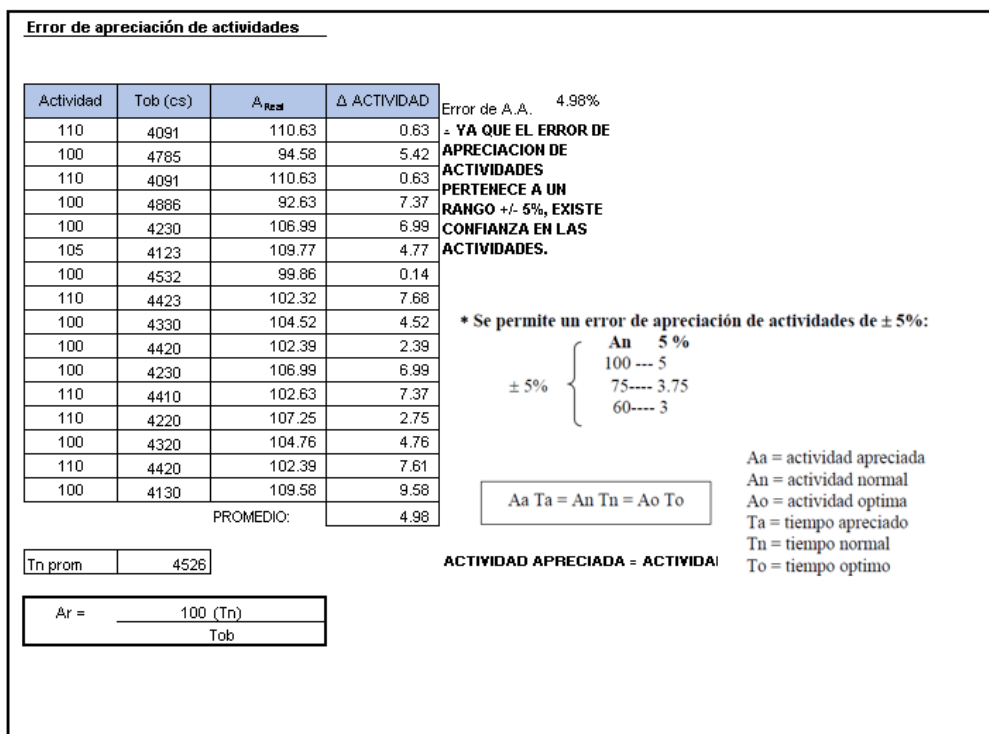 Error de apreciación de actividades
Actividad Tob (cs) A Real Δ ACTIVIDAD
110 4091 110.63 0.63
100 4785 94.58 5.42
110 4091 110.63 0.63
100 4886 92.63 7.37
100 4230 106.99 6.99
105 4123 109.77 4.77
100 4532 99.86 0.14
110 4423 102.32 7.68
100 4330 104.52 4.52
100 4420 102.39 2.39
100 4230 106.99 6.99
110 4410 102.63 7.37
110 4220 107.25 2.75
100 4320 104.76 4.76
110 4420 102.39 7.61
100 4130 109.58 9.58
PROMEDIO: 4.98
Error de A.A. 4.98%
∴ YA QUE EL ERROR DE
APRECIACION DE
ACTIVIDADES
PERTENECE A UN
RANGO +/- 5%, EXISTE
CONFIANZA EN LAS
ACTIVIDADES.
* Se permite un error de apreciación de actividades de ± 5%:
An 5 %
100 --- 5
± 5%
75---- 3.75
60---- 3
Aa Ta = An Tn = Ao To
Aa = actividad apreciada
An = actividad normal
Ao = actividad optima
Ta = tiempo apreciado
Tn = tiempo normal
To = tiempo optimo
Tn prom 4526
ACTIVIDAD APRECIADA = ACTIVIDA
Ar = 100 (Tn)
Tob